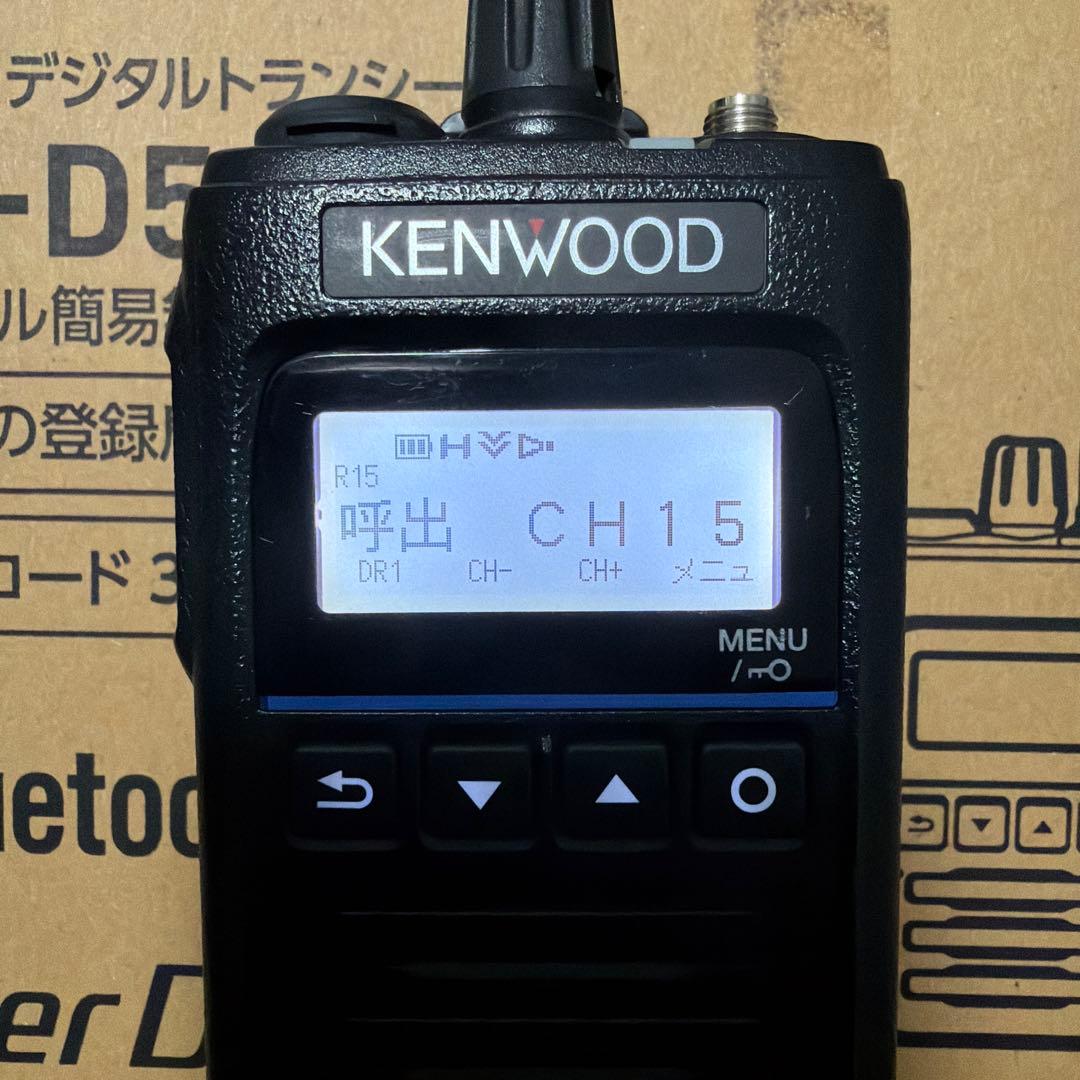 デジタルトランシー
-D5
KENWOOD
ル簡易
の登録
R15
呼出 CH15
DR1 CH- CH+ メニュ
コード 3
MENU
/
uetoo
er D